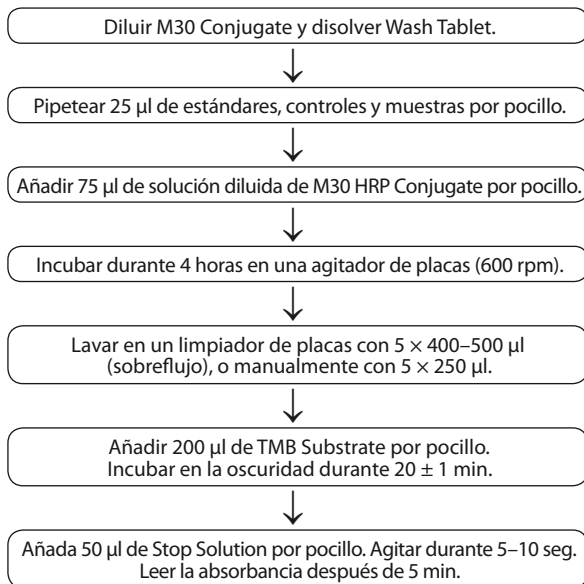 Diluir M30 Conjugate y disolver Wash Tablet.
Pipetear 25 µl de estándares, controles y muestras por pocillo.
Añadir 75 µl de solución diluida de M30 HRP Conjugate por pocillo.
Incubar durante 4 horas en una agitador de placas (600 rpm).
Lavar en un limpiador de placas con 5 × 400–500 µl
(sobreflujo), o manualmente con 5 × 250 µl.
Añadir 200 µl de TMB Substrate por pocillo.
Incubar en la oscuridad durante 20 ± 1 min.
Añada 50 µl de Stop Solution por pocillo. Agitar durante 5–10 seg.
Leer la absorbancia después de 5 min.